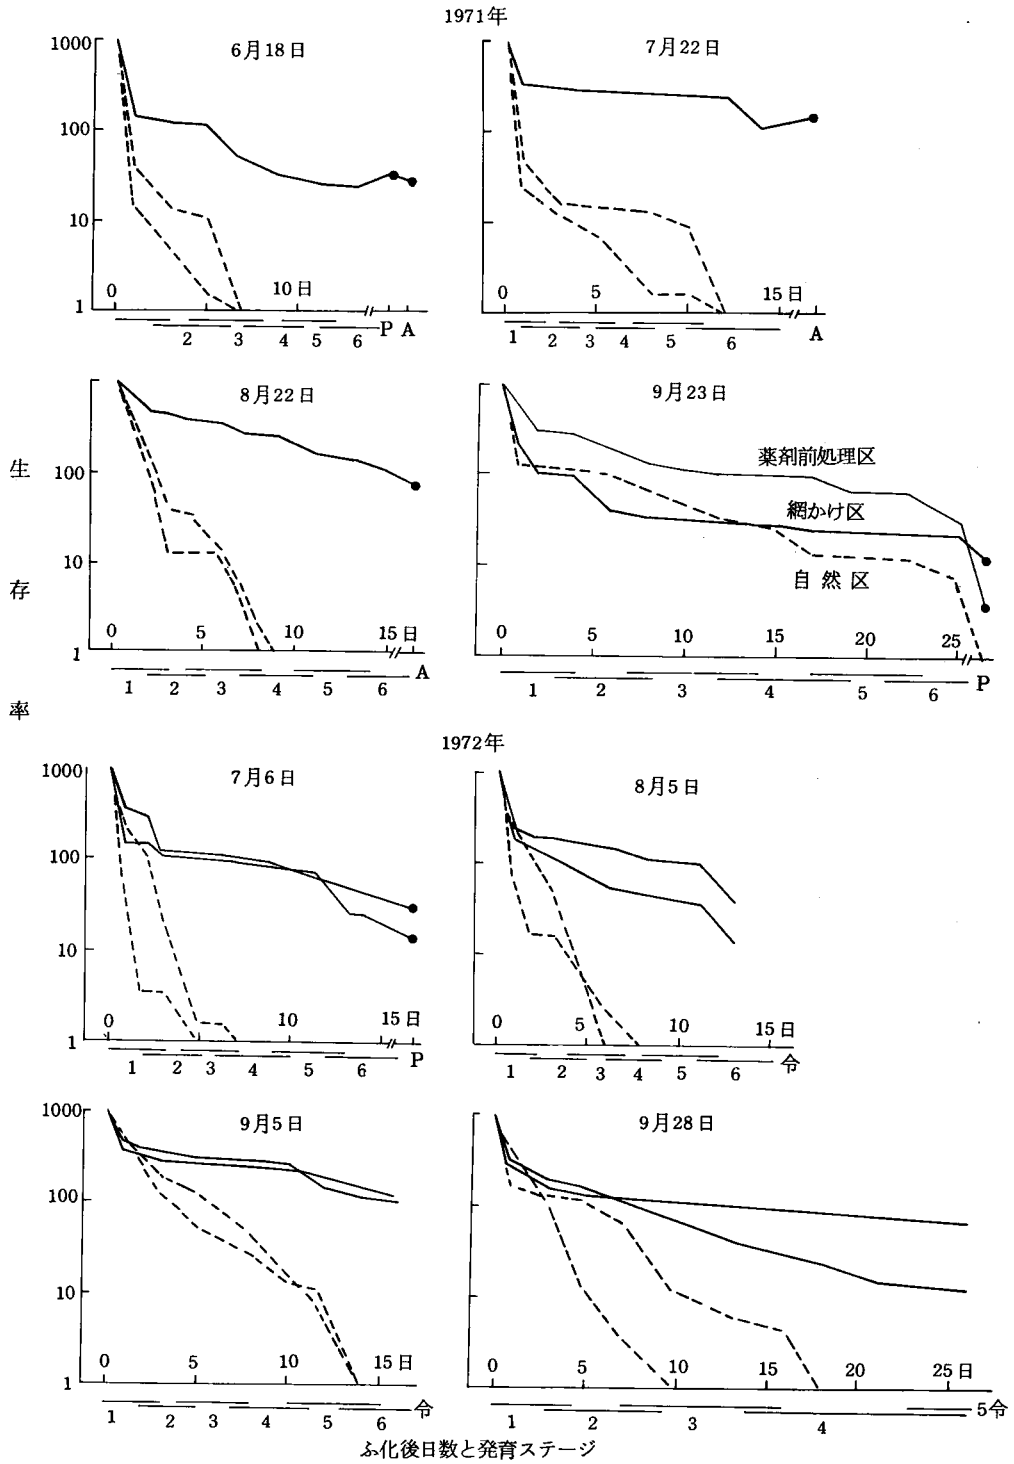 1971年
6月18日
1000
100
10
1
0 10日
2 3 4 5 6 P A
7月22日
0 5 15日
1 2 3 4 5 6 A
8月22日
100
10
1
0 5 10 15日
1 2 3 4 5 6 A
9月23日
薬剤前処理区
網かけ区
自然区
0 5 10 15 20 25
1 2 3 4 5 6 P
生存率
1972年
7月6日
1000
100
10
1
0 10 15日
1 2 3 4 5 6 P
8月5日
0 5 10 15日
1 2 3 4 5 6 令
9月5日
1000
100
10
1
0 5 10 15日
1 2 3 4 5 6 令
9月28日
0 5 10 15 20 25日
1 2 3 4 5令
ふ化後日数と発育ステージ